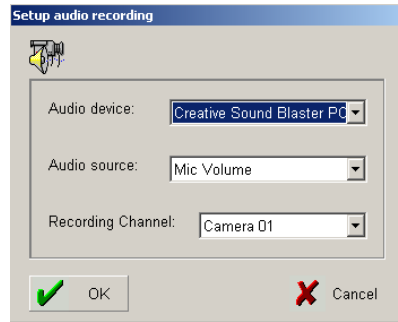 Setup audio recording
Audio device: Creative Sound Blaster PC
Audio source: Mic Volume
Recording Channel: Camera 01
OK Cancel